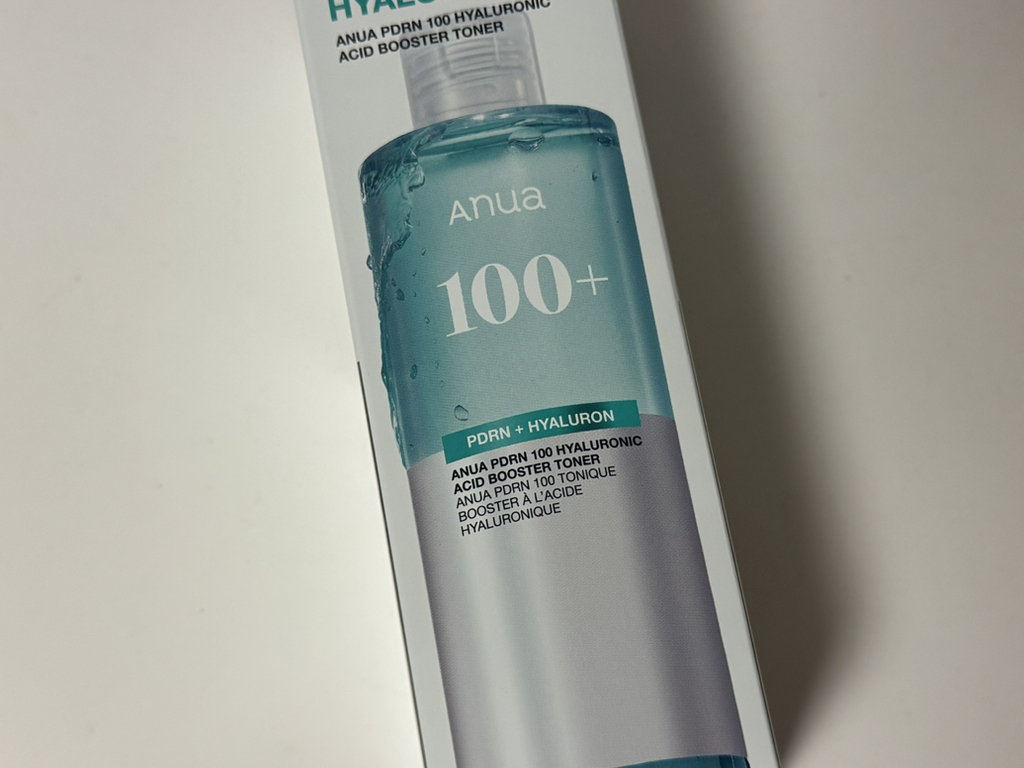 ANUA PDRN 100 HYALURONIC
ACID BOOSTER TONER
Anua
100+
PDRN + HYALURON
ANUA PDRN 100 HYALURONIC
ACID BOOSTER TONER
ANUA PDRN 100 TONIQUE
BOOSTER À L'ACIDE
HYALURONIQUE